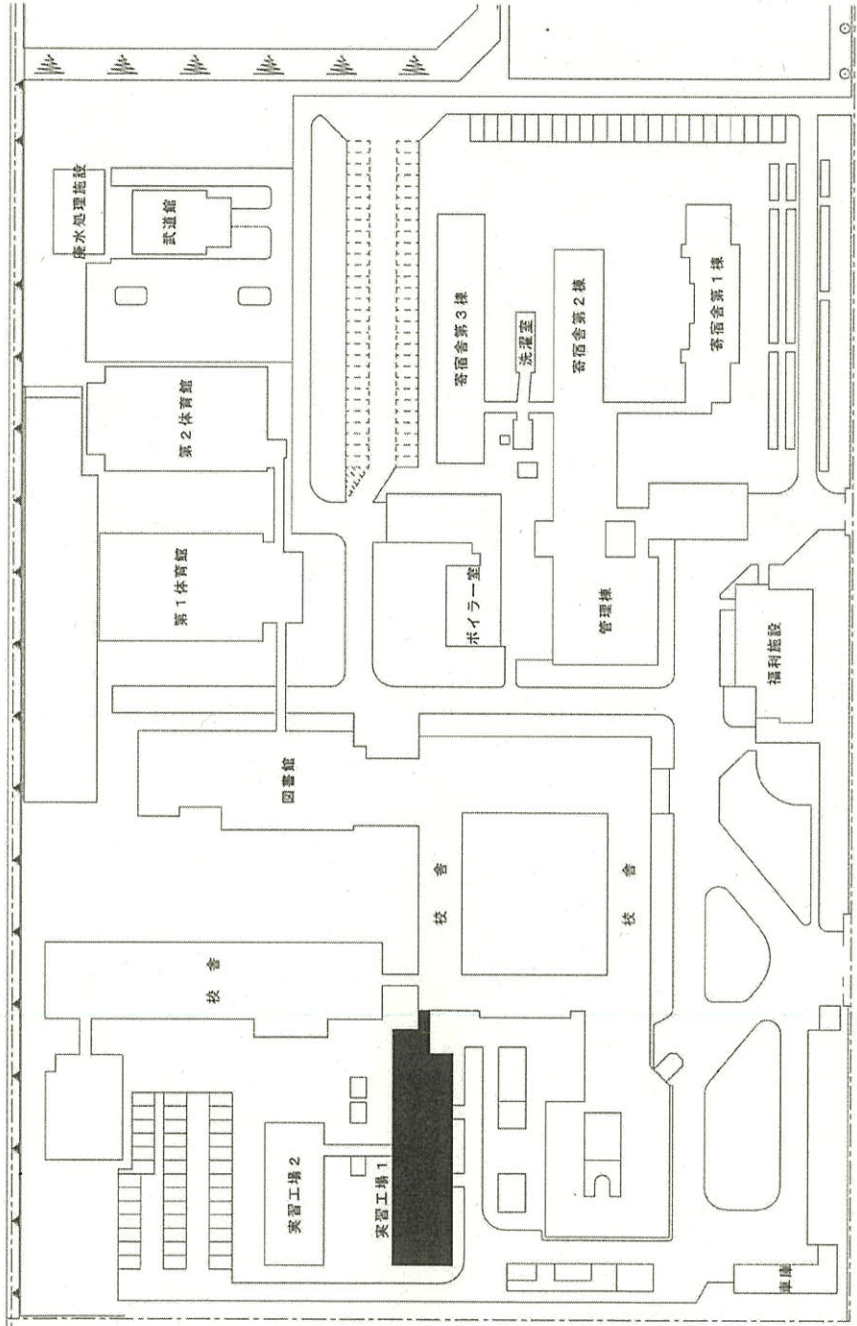 廃水処理施設
武道館
第2体育館
第1体育館
図書館
校舎
実習工場2
実習工場1
寄宿舎第3棟
洗濯室
寄宿舎第2棟
寄宿舎第1棟
ボイラー室
管理棟
福利施設
校舎
校舎
車庫